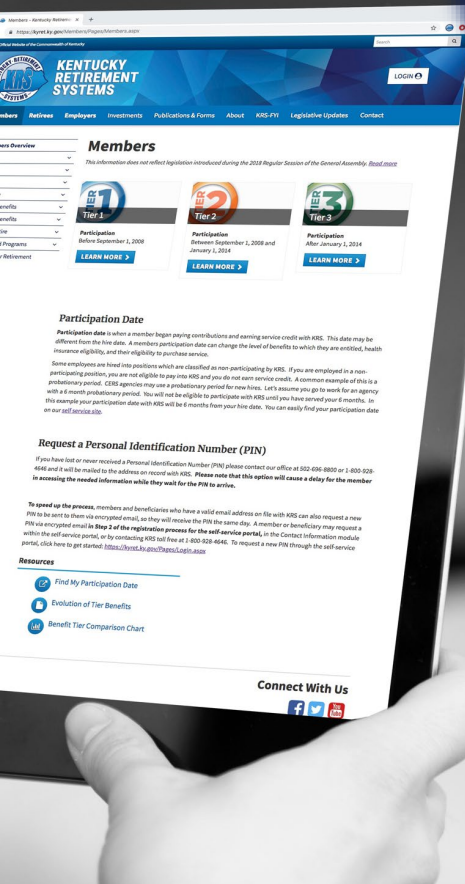 Members - Kentucky Retireme
https://kyret.ky.gov/Members/Pages/Members.aspx
Official Website of the Commonwealth of Kentucky
Search
KRS
SYSTEMS
KENTUCKY
RETIREMENT
SYSTEMS
LOGIN
mbers Retirees Employers Investments Publications & Forms About KRS-FYI Legislative Updates Contact
bers Overview
enefits
enefits
ire
d Programs
y Retirement
Members
This information does not reflect legislation introduced during the 2018 Regular Session of the General Assembly. Read more
TIER 1
Tier 1
Participation
Before September 1, 2008
LEARN MORE >
TIER 2
Tier 2
Participation
Between September 1, 2008 and
January 1, 2014
LEARN MORE >
TIER 3
Tier 3
Participation
After January 1, 2014
LEARN MORE >
Participation Date
Participation date is when a member began paying contributions and earning service credit with KRS. This date may be
different from the hire date. A members participation date can change the level of benefits to which they are entitled, health
insurance eligibility, and their eligibility to purchase service.
Some employees are hired into positions which are classified as non-participating by KRS. If you are employed in a non-
participating position, you are not eligible to pay into KRS and you do not earn service credit. A common example of this is a
probationary period. CERS agencies may use a probationary period for new hires. Let's assume you go to work for an agency
with a 6 month probationary period. You will not be eligible to participate with KRS until you have served your 6 months. In
this example your participation date with KRS will be 6 months from your hire date. You can easily find your participation date
on our self service site.
Request a Personal Identification Number (PIN)
If you have lost or never received a Personal Identification Number (PIN) please contact our office at 502-696-8800 or 1-800-928-
4646 and it will be mailed to the address on record with KRS. Please note that this option will cause a delay for the member
in accessing the needed information while they wait for the PIN to arrive.
To speed up the process, members and beneficiaries who have a valid email address on file with KRS can also request a new
PIN to be sent to them via encrypted email, so they will receive the PIN the same day. A member or beneficiary may request a
PIN via encrypted email in Step 2 of the registration process for the self-service portal, in the Contact Information module
within the self-service portal, or by contacting KRS toll free at 1-800-928-4646. To request a new PIN through the self-service
portal, click here to get started: https://kyret.ky.gov/Pages/Login.aspx
Resources
Find My Participation Date
Evolution of Tier Benefits
Benefit Tier Comparison Chart
Connect With Us
You
Tube